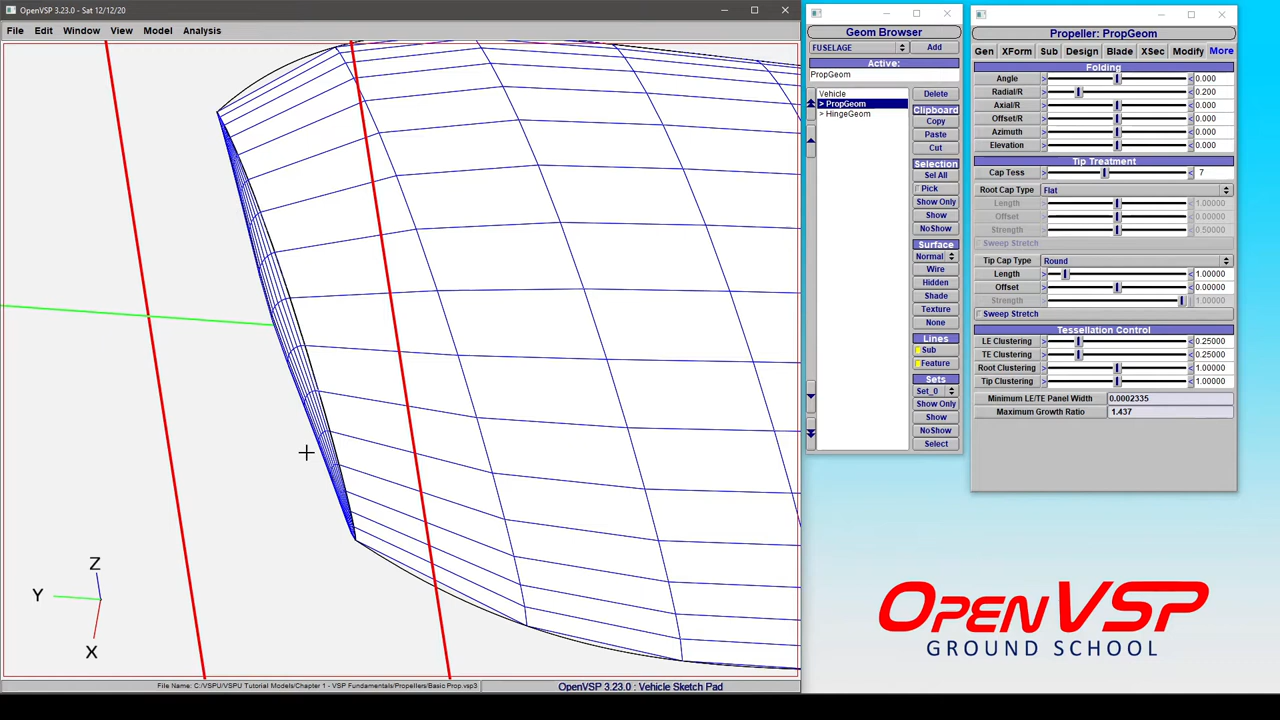 OpenVSP 3.23.0 - Sat 12/12/20
File Edit Window View Model Analysis
Z
Y
X
File Name: C:/VSPU/VSPU Tutorial Models/Chapter 1 - VSP Fundamentals/Propellers/Basic Prop.vsp3
OpenVSP 3.23.0 : Vehicle Sketch Pad
Geom Browser
FUSELAGE Add
Active:
PropGeom
Vehicle
> PropGeom
> HingeGeom
Delete
Clipboard
Copy
Paste
Cut
Selection
Sel All
Pick
Show Only
Show
NoShow
Surface
Normal
Wire
Hidden
Shade
Texture
None
Lines
Sub
Feature
Sets
Set_0
Show Only
Show
NoShow
Select
Propeller: PropGeom
Gen XForm Sub Design Blade XSec Modify More
Folding
Angle > < 0.000
Radial/R > < 0.200
Axial/R > < 0.000
Offset/R > < 0.000
Azimuth > < 0.000
Elevation > < 0.000
Tip Treatment
Cap Tess > < 7
Root Cap Type Flat
Length > < 1.00000
Offset > < 0.00000
Strength > < 0.50000
Sweep Stretch
Tip Cap Type Round
Length > < 1.00000
Offset > < 0.00000
Strength > < 1.00000
Sweep Stretch
Tessellation Control
LE Clustering > < 0.25000
TE Clustering > < 0.25000
Root Clustering > < 1.00000
Tip Clustering > < 1.00000
Minimum LE/TE Panel Width 0.0002335
Maximum Growth Ratio 1.437
OPENVSP
GROUND SCHOOL